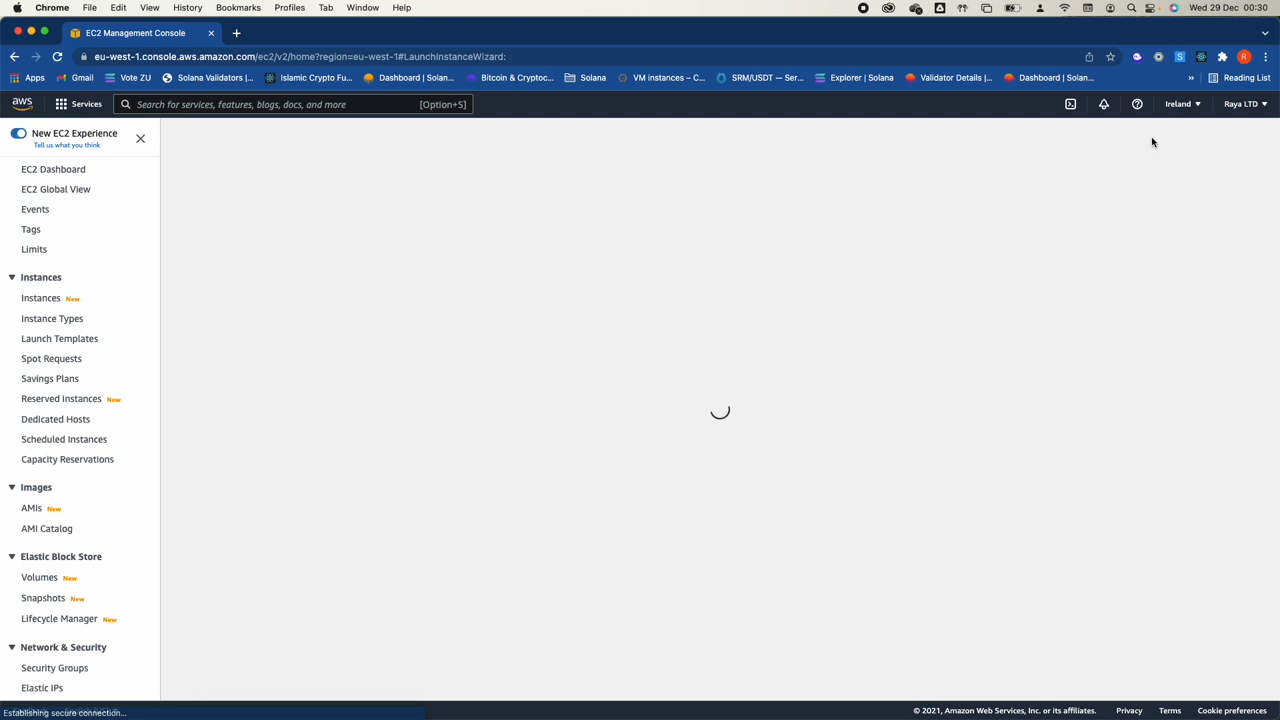 Chrome File Edit View History Bookmarks Profiles Tab Window Help Wed 29 Dec 00:30
EC2 Management Console
eu-west-1.console.aws.amazon.com/ec2/v2/home?region=eu-west-1#LaunchInstanceWizard:
Apps Gmail Vote ZU Solana Validators |... Islamic Crypto Fu... Dashboard | Solan... Bitcoin & Cryptoc... Solana VM instances – C... SRM/USDT — Ser... Explorer | Solana Validator Details |... Dashboard | Solan... » Reading List
aws Services Search for services, features, blogs, docs, and more [Option+S] Ireland Raya LTD
New EC2 Experience
Tell us what you think
EC2 Dashboard
EC2 Global View
Events
Tags
Limits
Instances
Instances New
Instance Types
Launch Templates
Spot Requests
Savings Plans
Reserved Instances New
Dedicated Hosts
Scheduled Instances
Capacity Reservations
Images
AMIs New
AMI Catalog
Elastic Block Store
Volumes New
Snapshots New
Lifecycle Manager New
Network & Security
Security Groups
Elastic IPs
Establishing secure connection...
© 2021, Amazon Web Services, Inc. or its affiliates. Privacy Terms Cookie preferences